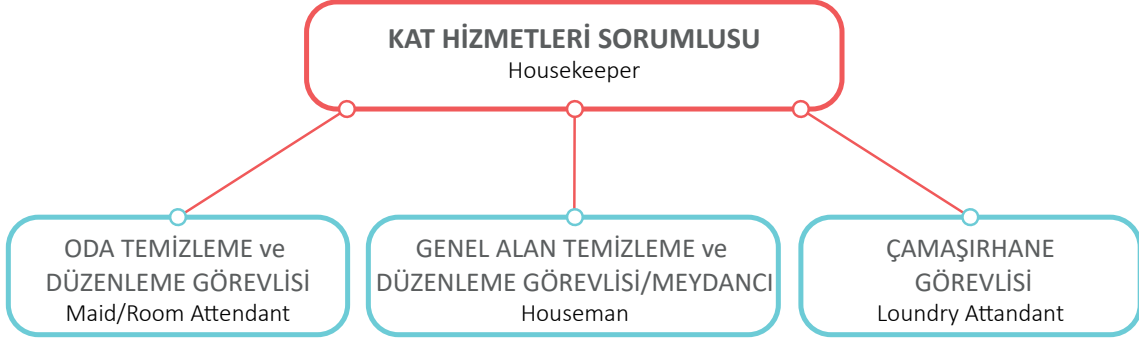 KAT HİZMETLERİ SORUMLUSU
Housekeeper
ODA TEMİZLEME ve
DÜZENLEME GÖREVLİSİ
Maid/Room Attendant
GENEL ALAN TEMİZLEME ve
DÜZENLEME GÖREVLİSİ/MEYDANCI
Houseman
ÇAMAŞIRHANE
GÖREVLİSİ
Loundry Attandant